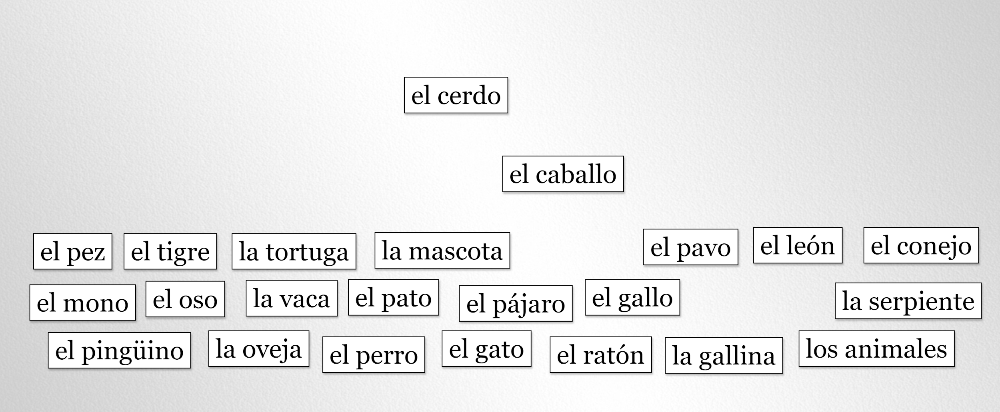 el cerdo
el caballo
el pez el tigre la tortuga la mascota el pavo el león el conejo
el mono el oso la vaca el pato el pájaro el gallo la serpiente
el pingüino la oveja el perro el gato el ratón la gallina los animales